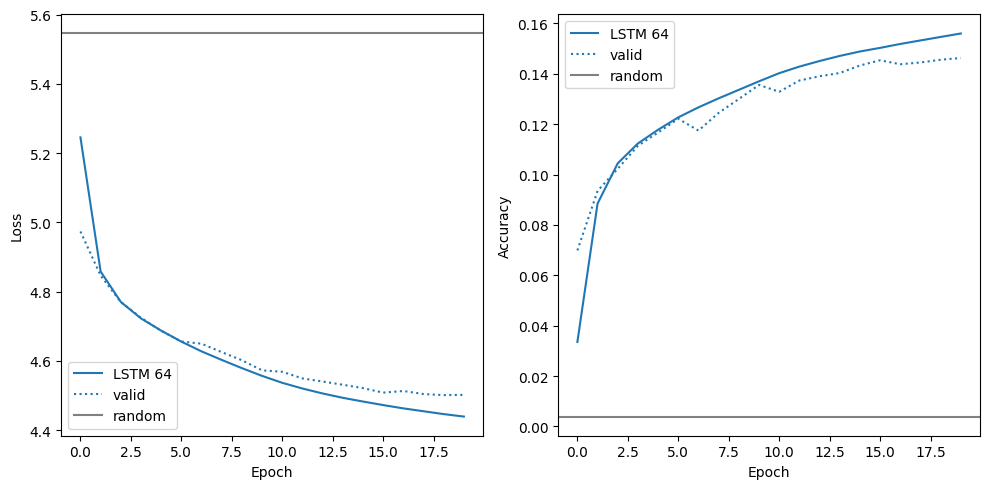 5.6
5.4
5.2
5.0
4.8
4.6
4.4
Loss
0.0 2.5 5.0 7.5 10.0 12.5 15.0 17.5
Epoch
LSTM 64
valid
random
0.16
0.14
0.12
0.10
0.08
0.06
0.04
0.02
0.00
Accuracy
0.0 2.5 5.0 7.5 10.0 12.5 15.0 17.5
Epoch
LSTM 64
valid
random